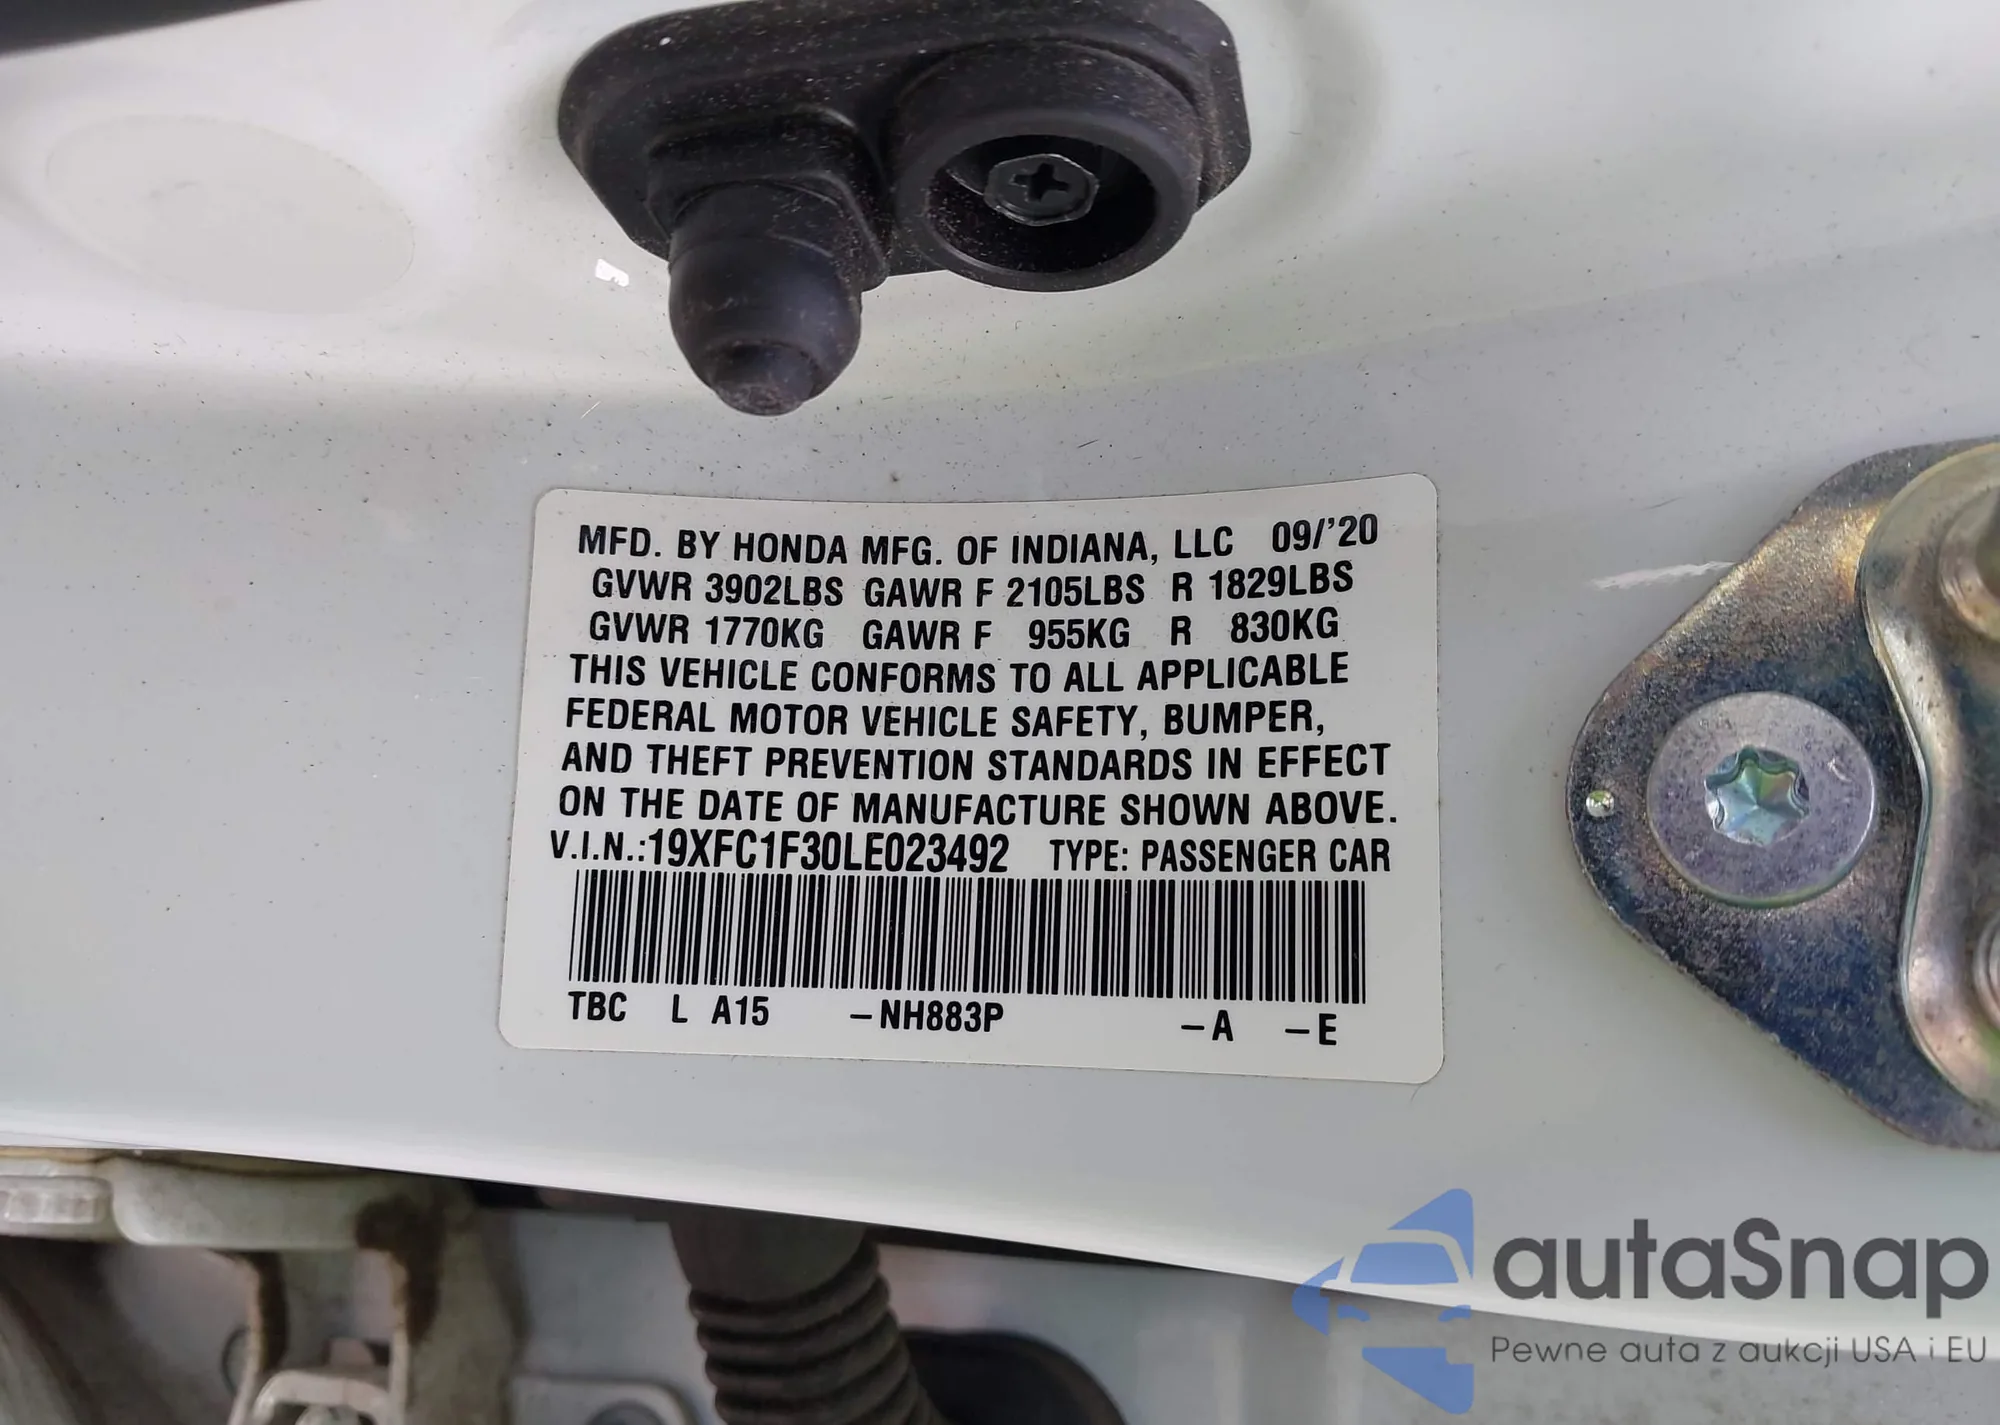 MFD. BY HONDA MFG. OF INDIANA, LLC 09/'20
GVWR 3902LBS GAWR F 2105LBS R 1829LBS
GVWR 1770KG GAWR F 955KG R 830KG
THIS VEHICLE CONFORMS TO ALL APPLICABLE
FEDERAL MOTOR VEHICLE SAFETY, BUMPER,
AND THEFT PREVENTION STANDARDS IN EFFECT
ON THE DATE OF MANUFACTURE SHOWN ABOVE.
V.I.N.:19XFC1F30LE023492 TYPE: PASSENGER CAR
TBC L A15 –NH883P –A –E
autaSnap
Pewne auta z aukcji USA i EU